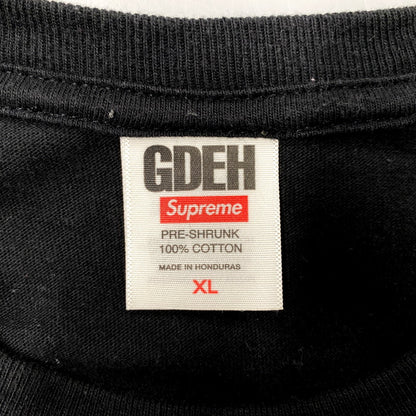 GDEH
Supreme
PRE-SHRUNK
100% COTTON
MADE IN HONDURAS
XL